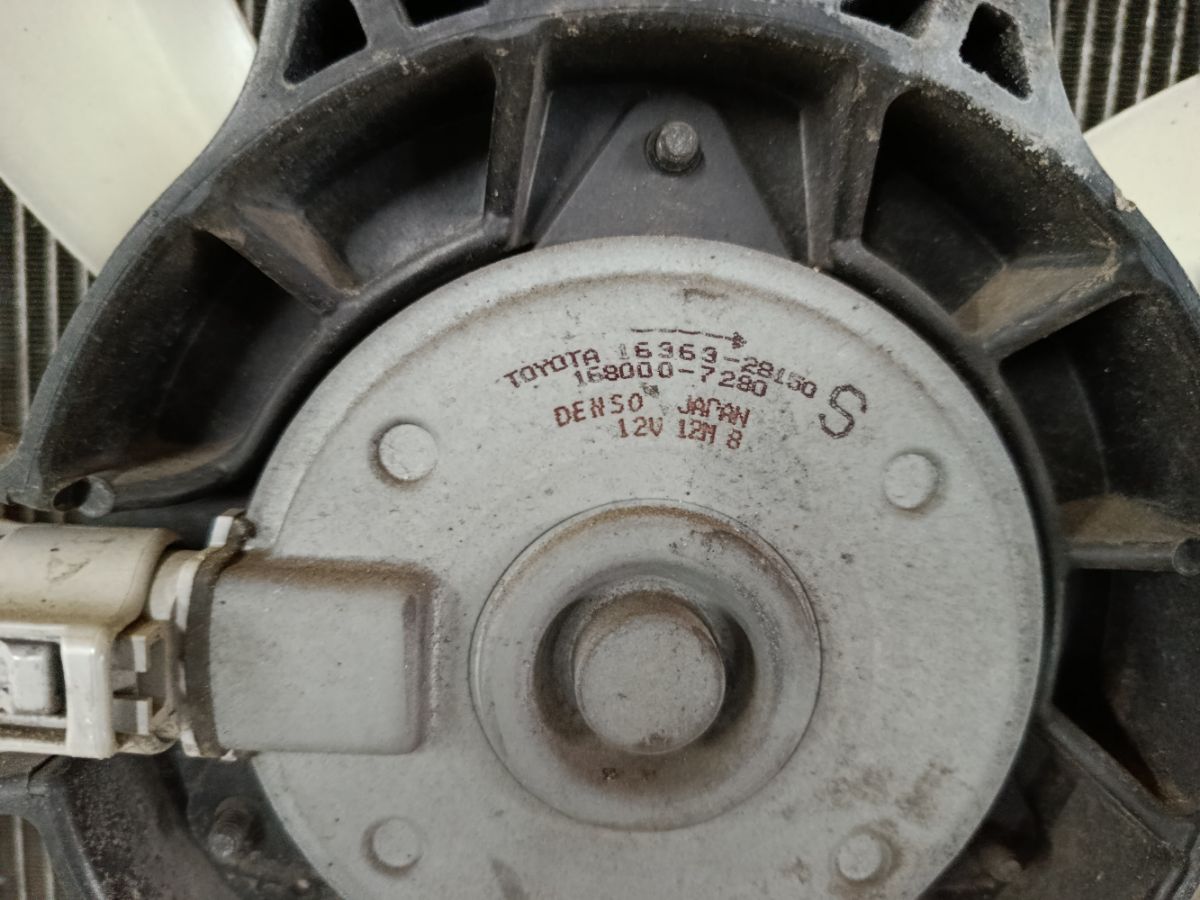 TOYOTA 16363-28150
168000-7280
S
DENSO JAPAN
12V 12M 8